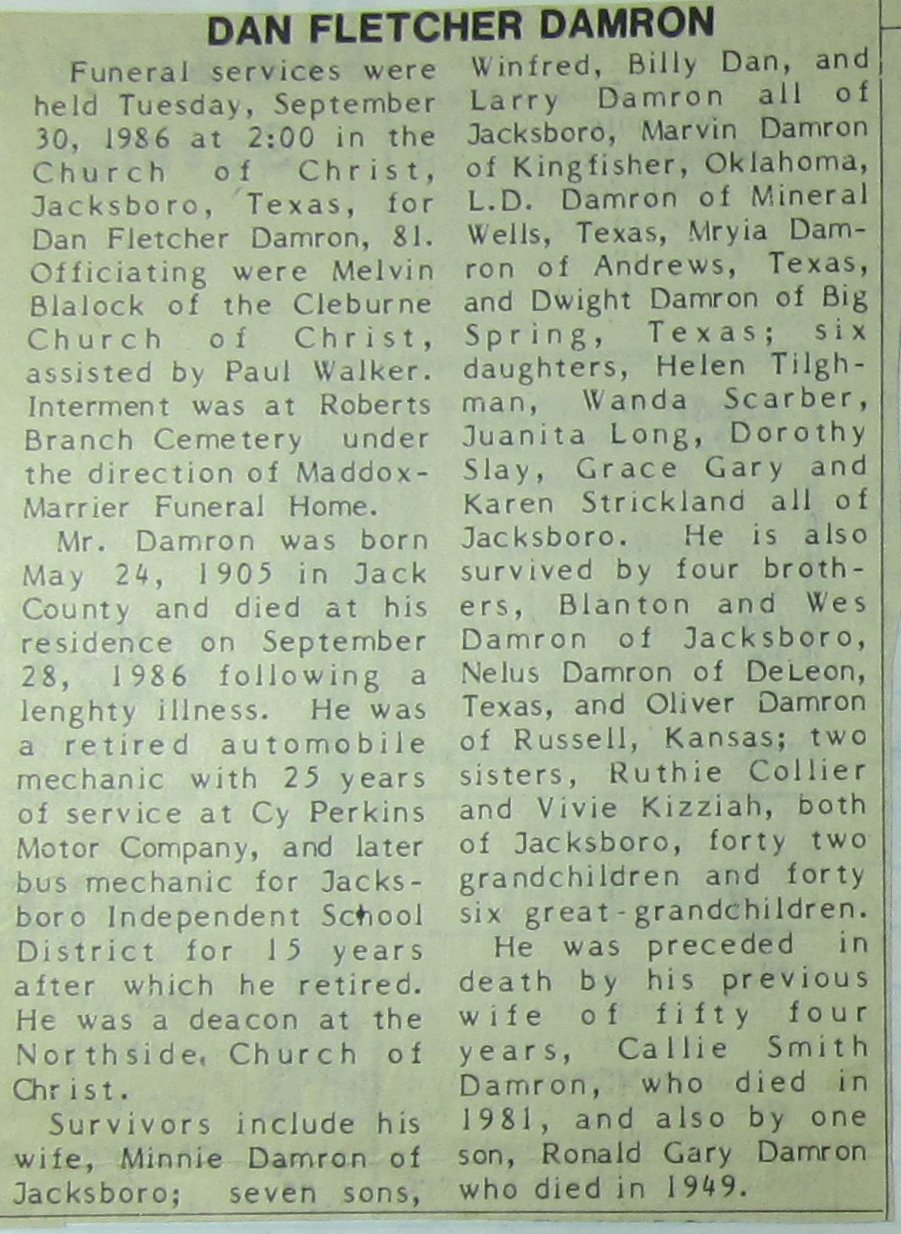 DAN FLETCHER DAMRON
Funeral services were
held Tuesday, September
30, 1986 at 2:00 in the
Church of Christ,
Jacksboro, Texas, for
Dan Fletcher Damron, 81.
Officiating were Melvin
Blalock of the Cleburne
Church of Christ,
assisted by Paul Walker.
Interment was at Roberts
Branch Cemetery under
the direction of Maddox-
Marrier Funeral Home.
Mr. Damron was born
May 24, 1905 in Jack
County and died at his
residence on September
28, 1986 following a
lenghty illness. He was
a retired automobile
mechanic with 25 years
of service at Cy Perkins
Motor Company, and later
bus mechanic for Jacks-
boro Independent School
District for 15 years
after which he retired.
He was a deacon at the
Northside, Church of
Christ.
Survivors include his
wife, Minnie Damron of
Jacksboro; seven sons,
Winfred, Billy Dan, and
Larry Damron all of
Jacksboro, Marvin Damron
of Kingfisher, Oklahoma,
L.D. Damron of Mineral
Wells, Texas, Mryia Dam-
ron of Andrews, Texas,
and Dwight Damron of Big
Spring, Texas; six
daughters, Helen Tilgh-
man, Wanda Scarber,
Juanita Long, Dorothy
Slay, Grace Gary and
Karen Strickland all of
Jacksboro. He is also
survived by four broth-
ers, Blanton and Wes
Damron of Jacksboro,
Nelus Damron of DeLeon,
Texas, and Oliver Damron
of Russell, Kansas; two
sisters, Ruthie Collier
and Vivie Kizziah, both
of Jacksboro, forty two
grandchildren and forty
six great-grandchildren.
He was preceded in
death by his previous
wife of fifty four
years, Callie Smith
Damron, who died in
1981, and also by one
son, Ronald Gary Damron
who died in 1949.